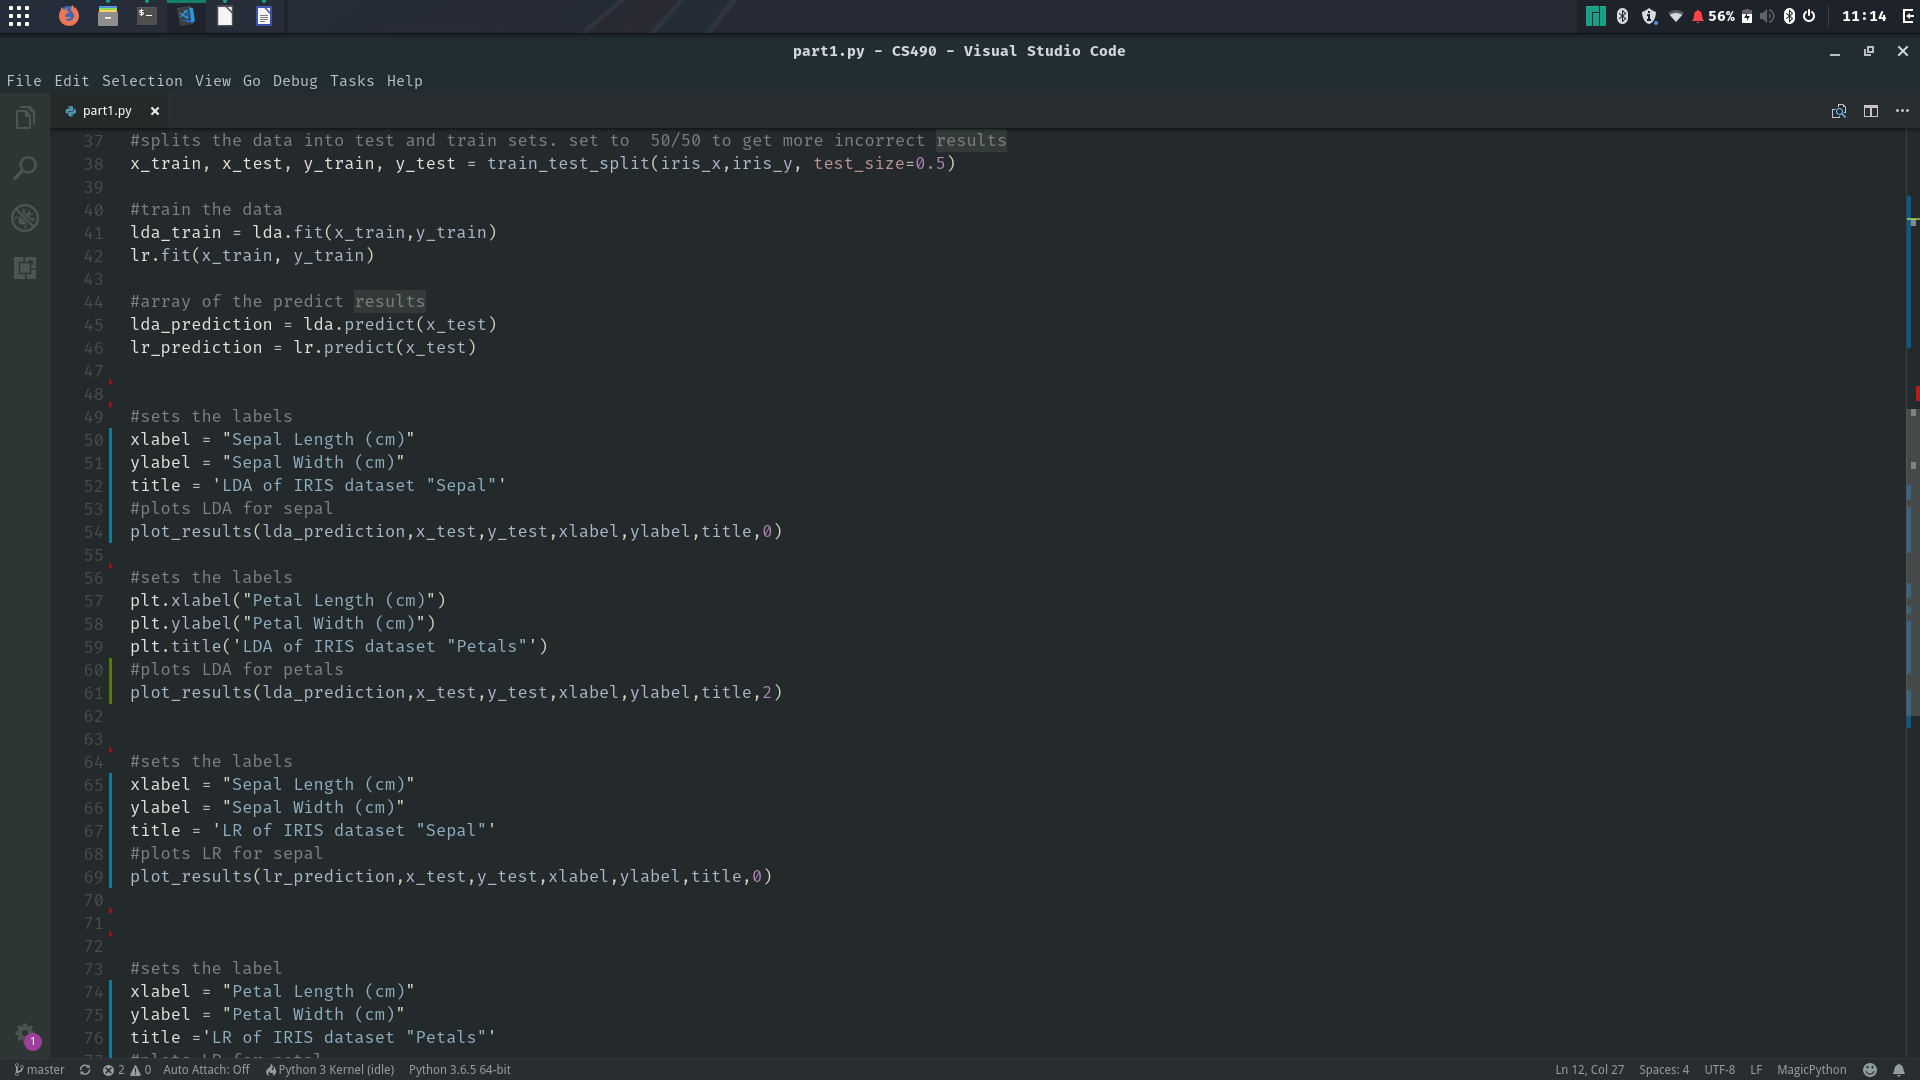 56%
11:14
part1.py - CS490 - Visual Studio Code
File Edit Selection View Go Debug Tasks Help
part1.py
37 #splits the data into test and train sets. set to  50/50 to get more incorrect results
38 x_train, x_test, y_train, y_test = train_test_split(iris_x,iris_y, test_size=0.5)
39
40 #train the data
41 lda_train = lda.fit(x_train,y_train)
42 lr.fit(x_train, y_train)
43
44 #array of the predict results
45 lda_prediction = lda.predict(x_test)
46 lr_prediction = lr.predict(x_test)
47
48
49 #sets the labels
50 xlabel = "Sepal Length (cm)"
51 ylabel = "Sepal Width (cm)"
52 title = 'LDA of IRIS dataset "Sepal"'
53 #plots LDA for sepal
54 plot_results(lda_prediction,x_test,y_test,xlabel,ylabel,title,0)
55
56 #sets the labels
57 plt.xlabel("Petal Length (cm)")
58 plt.ylabel("Petal Width (cm)")
59 plt.title('LDA of IRIS dataset "Petals"')
60 #plots LDA for petals
61 plot_results(lda_prediction,x_test,y_test,xlabel,ylabel,title,2)
62
63
64 #sets the labels
65 xlabel = "Sepal Length (cm)"
66 ylabel = "Sepal Width (cm)"
67 title = 'LR of IRIS dataset "Sepal"'
68 #plots LR for sepal
69 plot_results(lr_prediction,x_test,y_test,xlabel,ylabel,title,0)
70
71
72
73 #sets the label
74 xlabel = "Petal Length (cm)"
75 ylabel = "Petal Width (cm)"
76 title ='LR of IRIS dataset "Petals"'
1
master 2 0 Auto Attach: Off Python 3 Kernel (idle) Python 3.6.5 64-bit Ln 12, Col 27 Spaces: 4 UTF-8 LF MagicPython